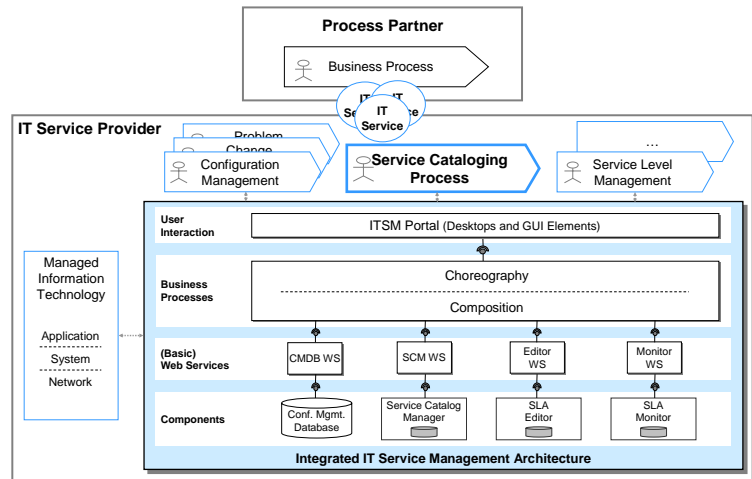 Process Partner
Business Process
IT
IT
IT
Service
IT Service Provider
Problem
Change
Configuration
Management
Service Cataloging
Process
...
Service Level
Management
User
Interaction
ITSM Portal (Desktops and GUI Elements)
Managed
Information
Technology
Application
System
Network
Business
Processes
Choreography
Composition
(Basic)
Web Services
CMDB WS
SCM WS
Editor
WS
Monitor
WS
Components
Conf. Mgmt.
Database
Service Catalog
Manager
SLA
Editor
SLA
Monitor
Integrated IT Service Management Architecture